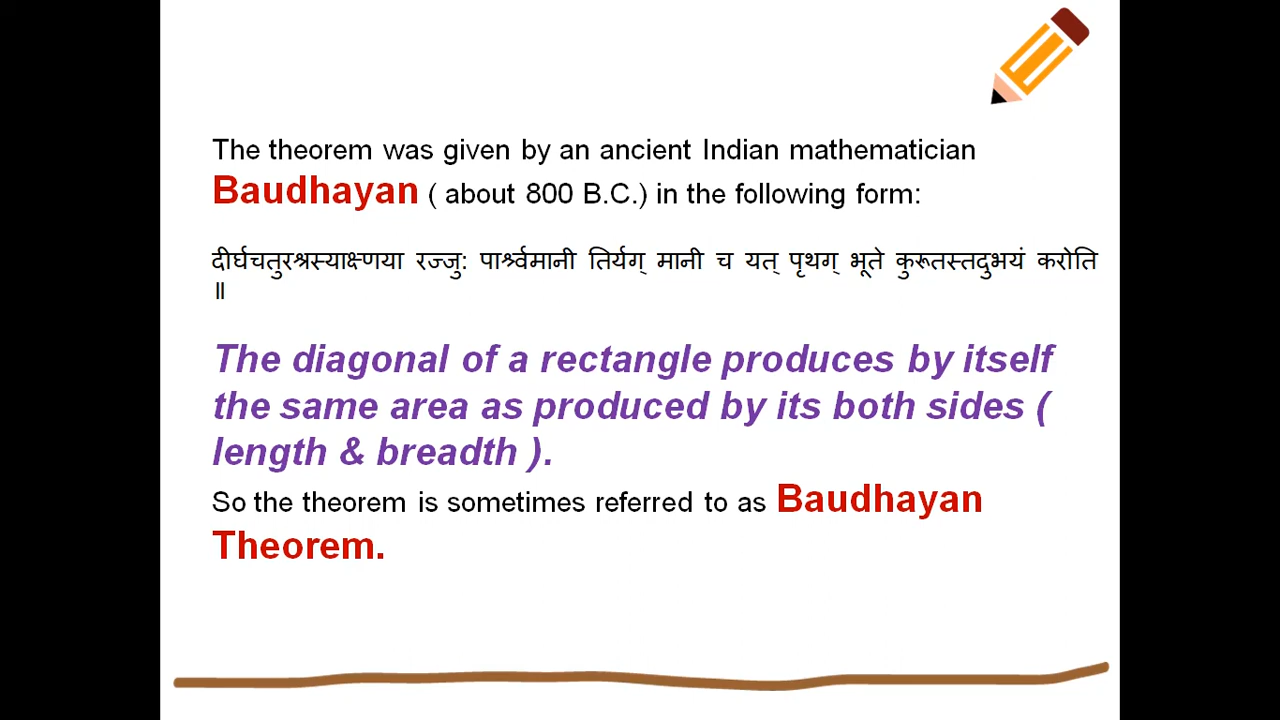 The theorem was given by an ancient Indian mathematician
Baudhayan ( about 800 B.C.) in the following form:
दीर्घचतुरश्रस्याक्ष्णया रज्जु: पार्श्र्वमानी तिर्यग् मानी च यत् पृथग् भूते कुरूतस्तदुभयं करोति
॥
The diagonal of a rectangle produces by itself
the same area as produced by its both sides (
length & breadth ).
So the theorem is sometimes referred to as Baudhayan
Theorem.